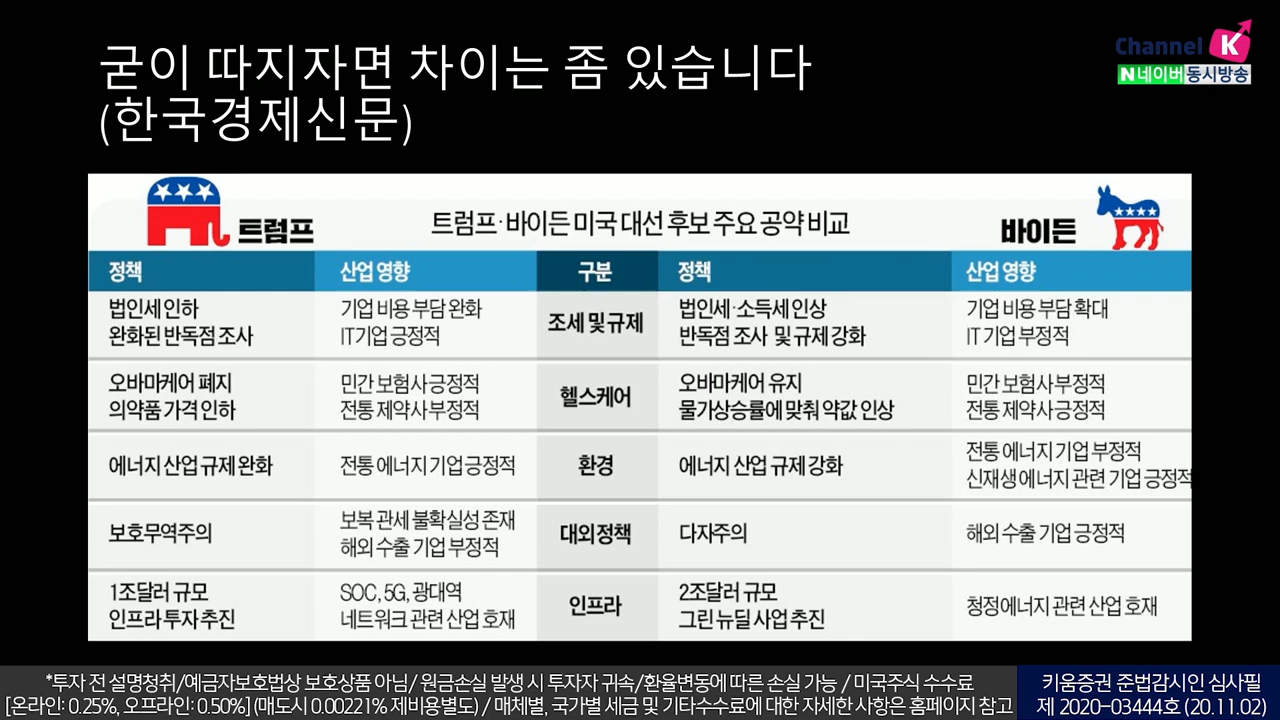 굳이 따지자면 차이는 좀 있습니다
(한국경제신문)
Channel K
N 네이버 동시방송
트럼프
트럼프·바이든 미국 대선 후보 주요 공약 비교
바이든
정책 산업 영향 구분 정책 산업 영향
법인세 인하 기업 비용 부담 완화 조세 및 규제 법인세·소득세 인상 기업 비용 부담 확대
완화된 반독점 조사 IT기업 긍정적 반독점 조사 및 규제 강화 IT 기업 부정적
오바마케어 폐지 민간 보험사 긍정적 헬스케어 오바마케어 유지 민간 보험사 부정적
의약품 가격 인하 전통 제약사 부정적 물가상승률에 맞춰 약값 인상 전통 제약사 긍정적
에너지 산업 규제 완화 전통 에너지 기업 긍정적 환경 에너지 산업 규제 강화 전통 에너지 기업 부정적
신재생 에너지 관련 기업 긍정적
보호무역주의 보복 관세 불확실성 존재 대외정책 다자주의 해외 수출 기업 긍정적
해외 수출 기업 부정적
1조달러 규모 SOC, 5G, 광대역 인프라 2조달러 규모 청정에너지 관련 산업 호재
인프라 투자 추진 네트워크 관련 산업 호재 그린 뉴딜 사업 추진
*투자 전 설명청취/예금자보호법상 보호상품 아님/ 원금손실 발생 시 투자자 귀속/환율변동에 따른 손실 가능 / 미국주식 수수료
[온라인: 0.25%, 오프라인: 0.50%] (매도시 0.00221% 제비용별도) / 매체별, 국가별 세금 및 기타수수료에 대한 자세한 사항은 홈페이지 참고
키움증권 준법감시인 심사필
제 2020-03444호 (20.11.02)